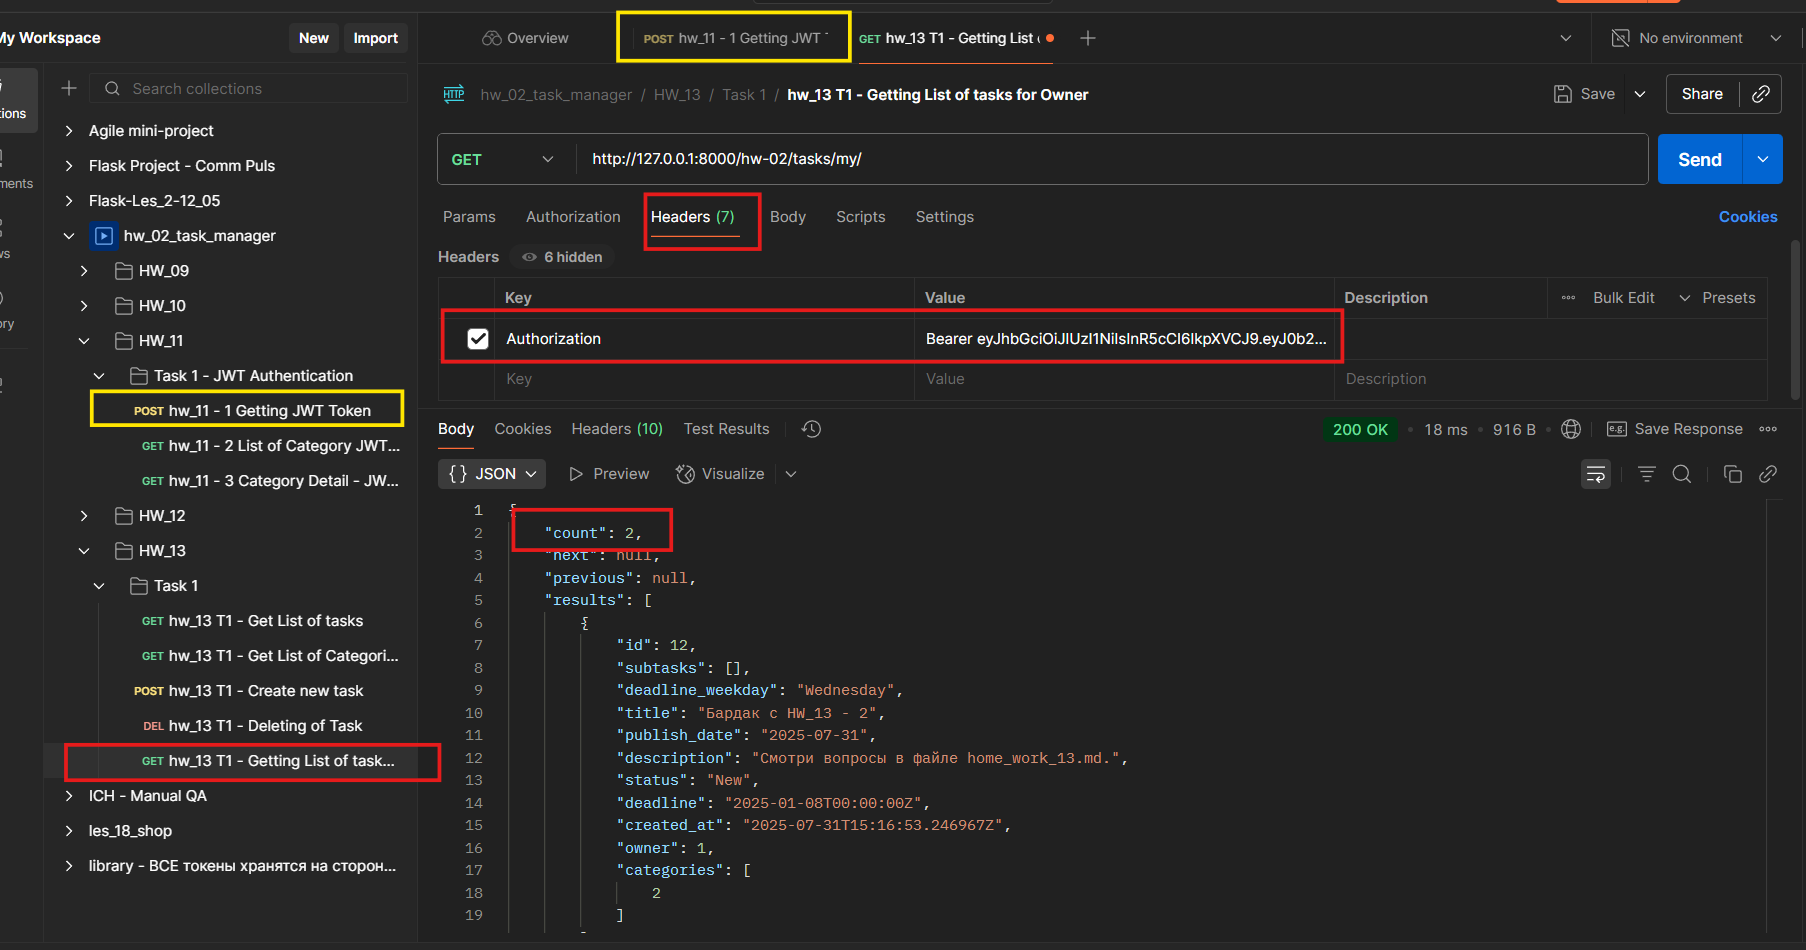 My Workspace
New
Import
Overview
POST hw_11 - 1 Getting JWT
GET hw_13 T1 - Getting List
No environment
tions
Search collections
hw_02_task_manager / HW_13 / Task 1 / hw_13 T1 - Getting List of tasks for Owner
Save
Share
Agile mini-project
Flask Project - Comm Puls
Flask-Les_2-12_05
hw_02_task_manager
HW_09
HW_10
HW_11
Task 1 - JWT Authentication
POST hw_11 - 1 Getting JWT Token
GET hw_11 - 2 List of Category JWT...
GET hw_11 - 3 Category Detail - JW...
HW_12
HW_13
Task 1
GET hw_13 T1 - Get List of tasks
GET hw_13 T1 - Get List of Categori...
POST hw_13 T1 - Create new task
DEL hw_13 T1 - Deleting of Task
GET hw_13 T1 - Getting List of task...
ICH - Manual QA
les_18_shop
library - ВСЕ токены хранятся на сторон...
ments
ws
ory
GET
http://127.0.0.1:8000/hw-02/tasks/my/
Send
Params
Authorization
Headers (7)
Body
Scripts
Settings
Cookies
Headers
6 hidden
Key
Value
Description
Bulk Edit
Presets
Authorization
Bearer eyJhbGciOiJIUzI1NiIsInR5cCI6IkpXVCJ9.eyJ0b2...
Key
Value
Description
Body
Cookies
Headers (10)
Test Results
200 OK
18 ms
916 B
e.g.
Save Response
{} JSON
Preview
Visualize
1 {
2 "count": 2,
3 "next": null,
4 "previous": null,
5 "results": [
6 {
7 "id": 12,
8 "subtasks": [],
9 "deadline_weekday": "Wednesday",
10 "title": "Бардак с HW_13 - 2",
11 "publish_date": "2025-07-31",
12 "description": "Смотри вопросы в файле home_work_13.md.",
13 "status": "New",
14 "deadline": "2025-01-08T00:00:00Z",
15 "created_at": "2025-07-31T15:16:53.246967Z",
16 "owner": 1,
17 "categories": [
18 2
19 ]